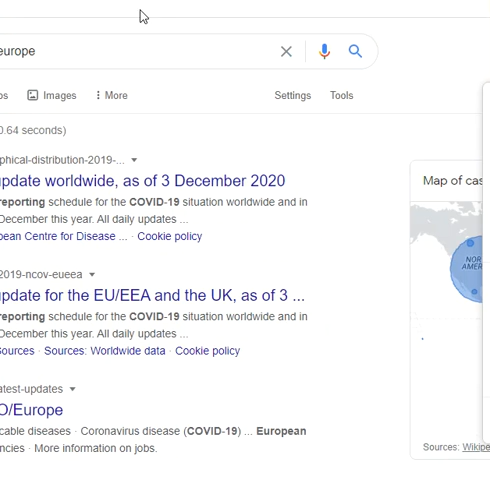 europe
Images
More
Settings
Tools
0.64 seconds)
phical-distribution-2019-...
update worldwide, as of 3 December 2020
reporting schedule for the COVID-19 situation worldwide and in
December this year. All daily updates ...
pean Centre for Disease ... · Cookie policy
Map of cas
NOR
AMER
2019-ncov-eueea
update for the EU/EEA and the UK, as of 3 ...
reporting schedule for the COVID-19 situation worldwide and in
December this year. All daily updates ...
Sources · Sources: Worldwide data · Cookie policy
atest-updates
O/Europe
cable diseases · Coronavirus disease (COVID-19) ... European
ncies · More information on jobs.
Sources: Wikipe